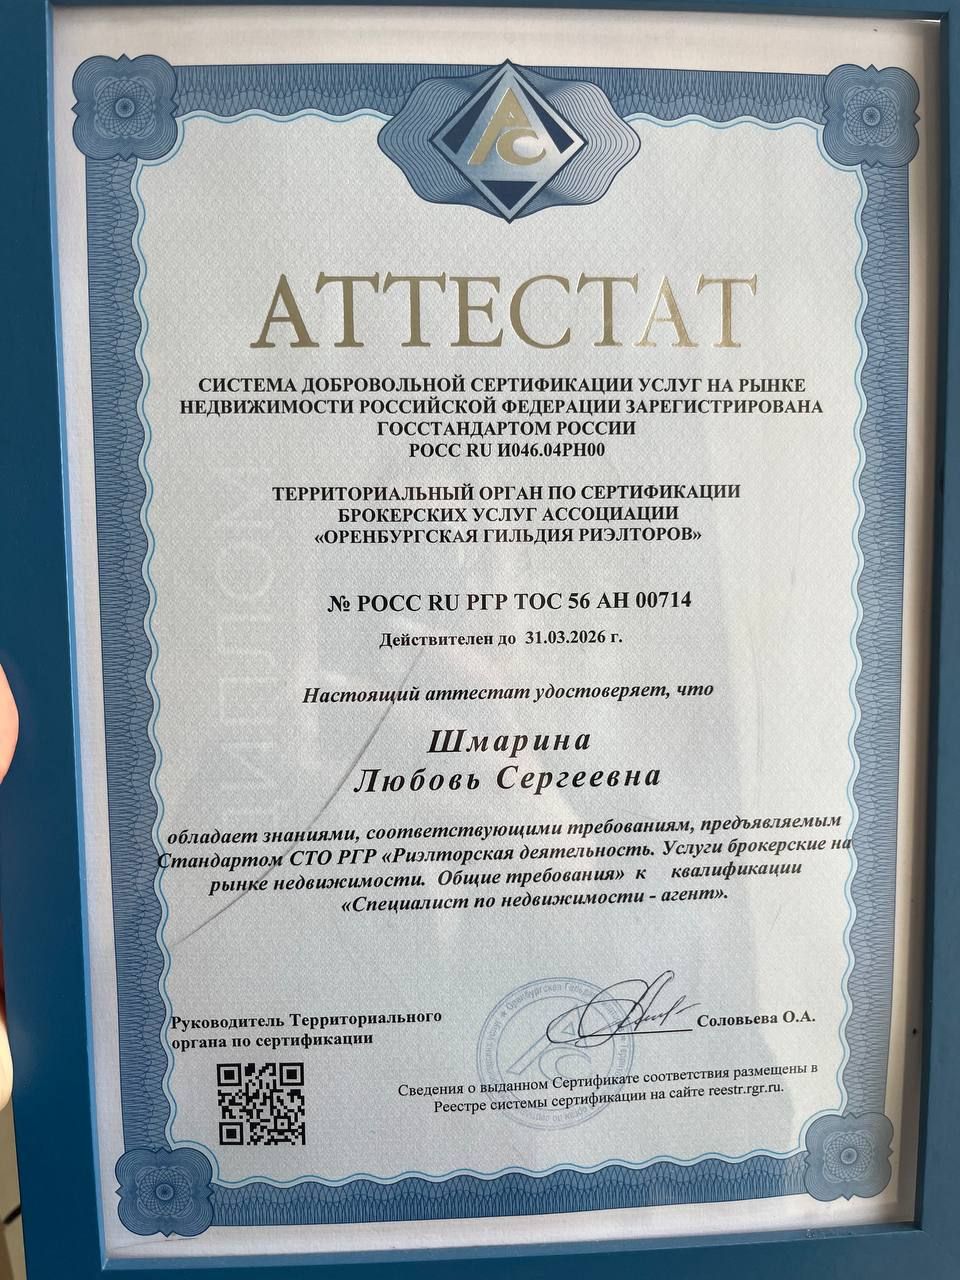 АС
АТТЕСТАТ
СИСТЕМА ДОБРОВОЛЬНОЙ СЕРТИФИКАЦИИ УСЛУГ НА РЫНКЕ
НЕДВИЖИМОСТИ РОССИЙСКОЙ ФЕДЕРАЦИИ ЗАРЕГИСТРИРОВАНА
ГОССТАНДАРТОМ РОССИИ
РОСС RU И046.04РН00
ТЕРРИТОРИАЛЬНЫЙ ОРГАН ПО СЕРТИФИКАЦИИ
БРОКЕРСКИХ УСЛУГ АССОЦИАЦИИ
«ОРЕНБУРГСКАЯ ГИЛЬДИЯ РИЭЛТОРОВ»
№ РОСС RU РГР ТОС 56 АН 00714
Действителен до 31.03.2026 г.
Настоящий аттестат удостоверяет, что
Шмарина
Любовь Сергеевна
обладает знаниями, соответствующими требованиям, предъявляемым
Стандартом СТО РГР «Риэлторская деятельность. Услуги брокерские на
рынке недвижимости. Общие требования» к квалификации
«Специалист по недвижимости - агент».
Руководитель Территориального
органа по сертификации
Соловьева О.А.
Сведения о выданном Сертификате соответствия размещены в
Реестре системы сертификации на сайте reestr.rgr.ru.